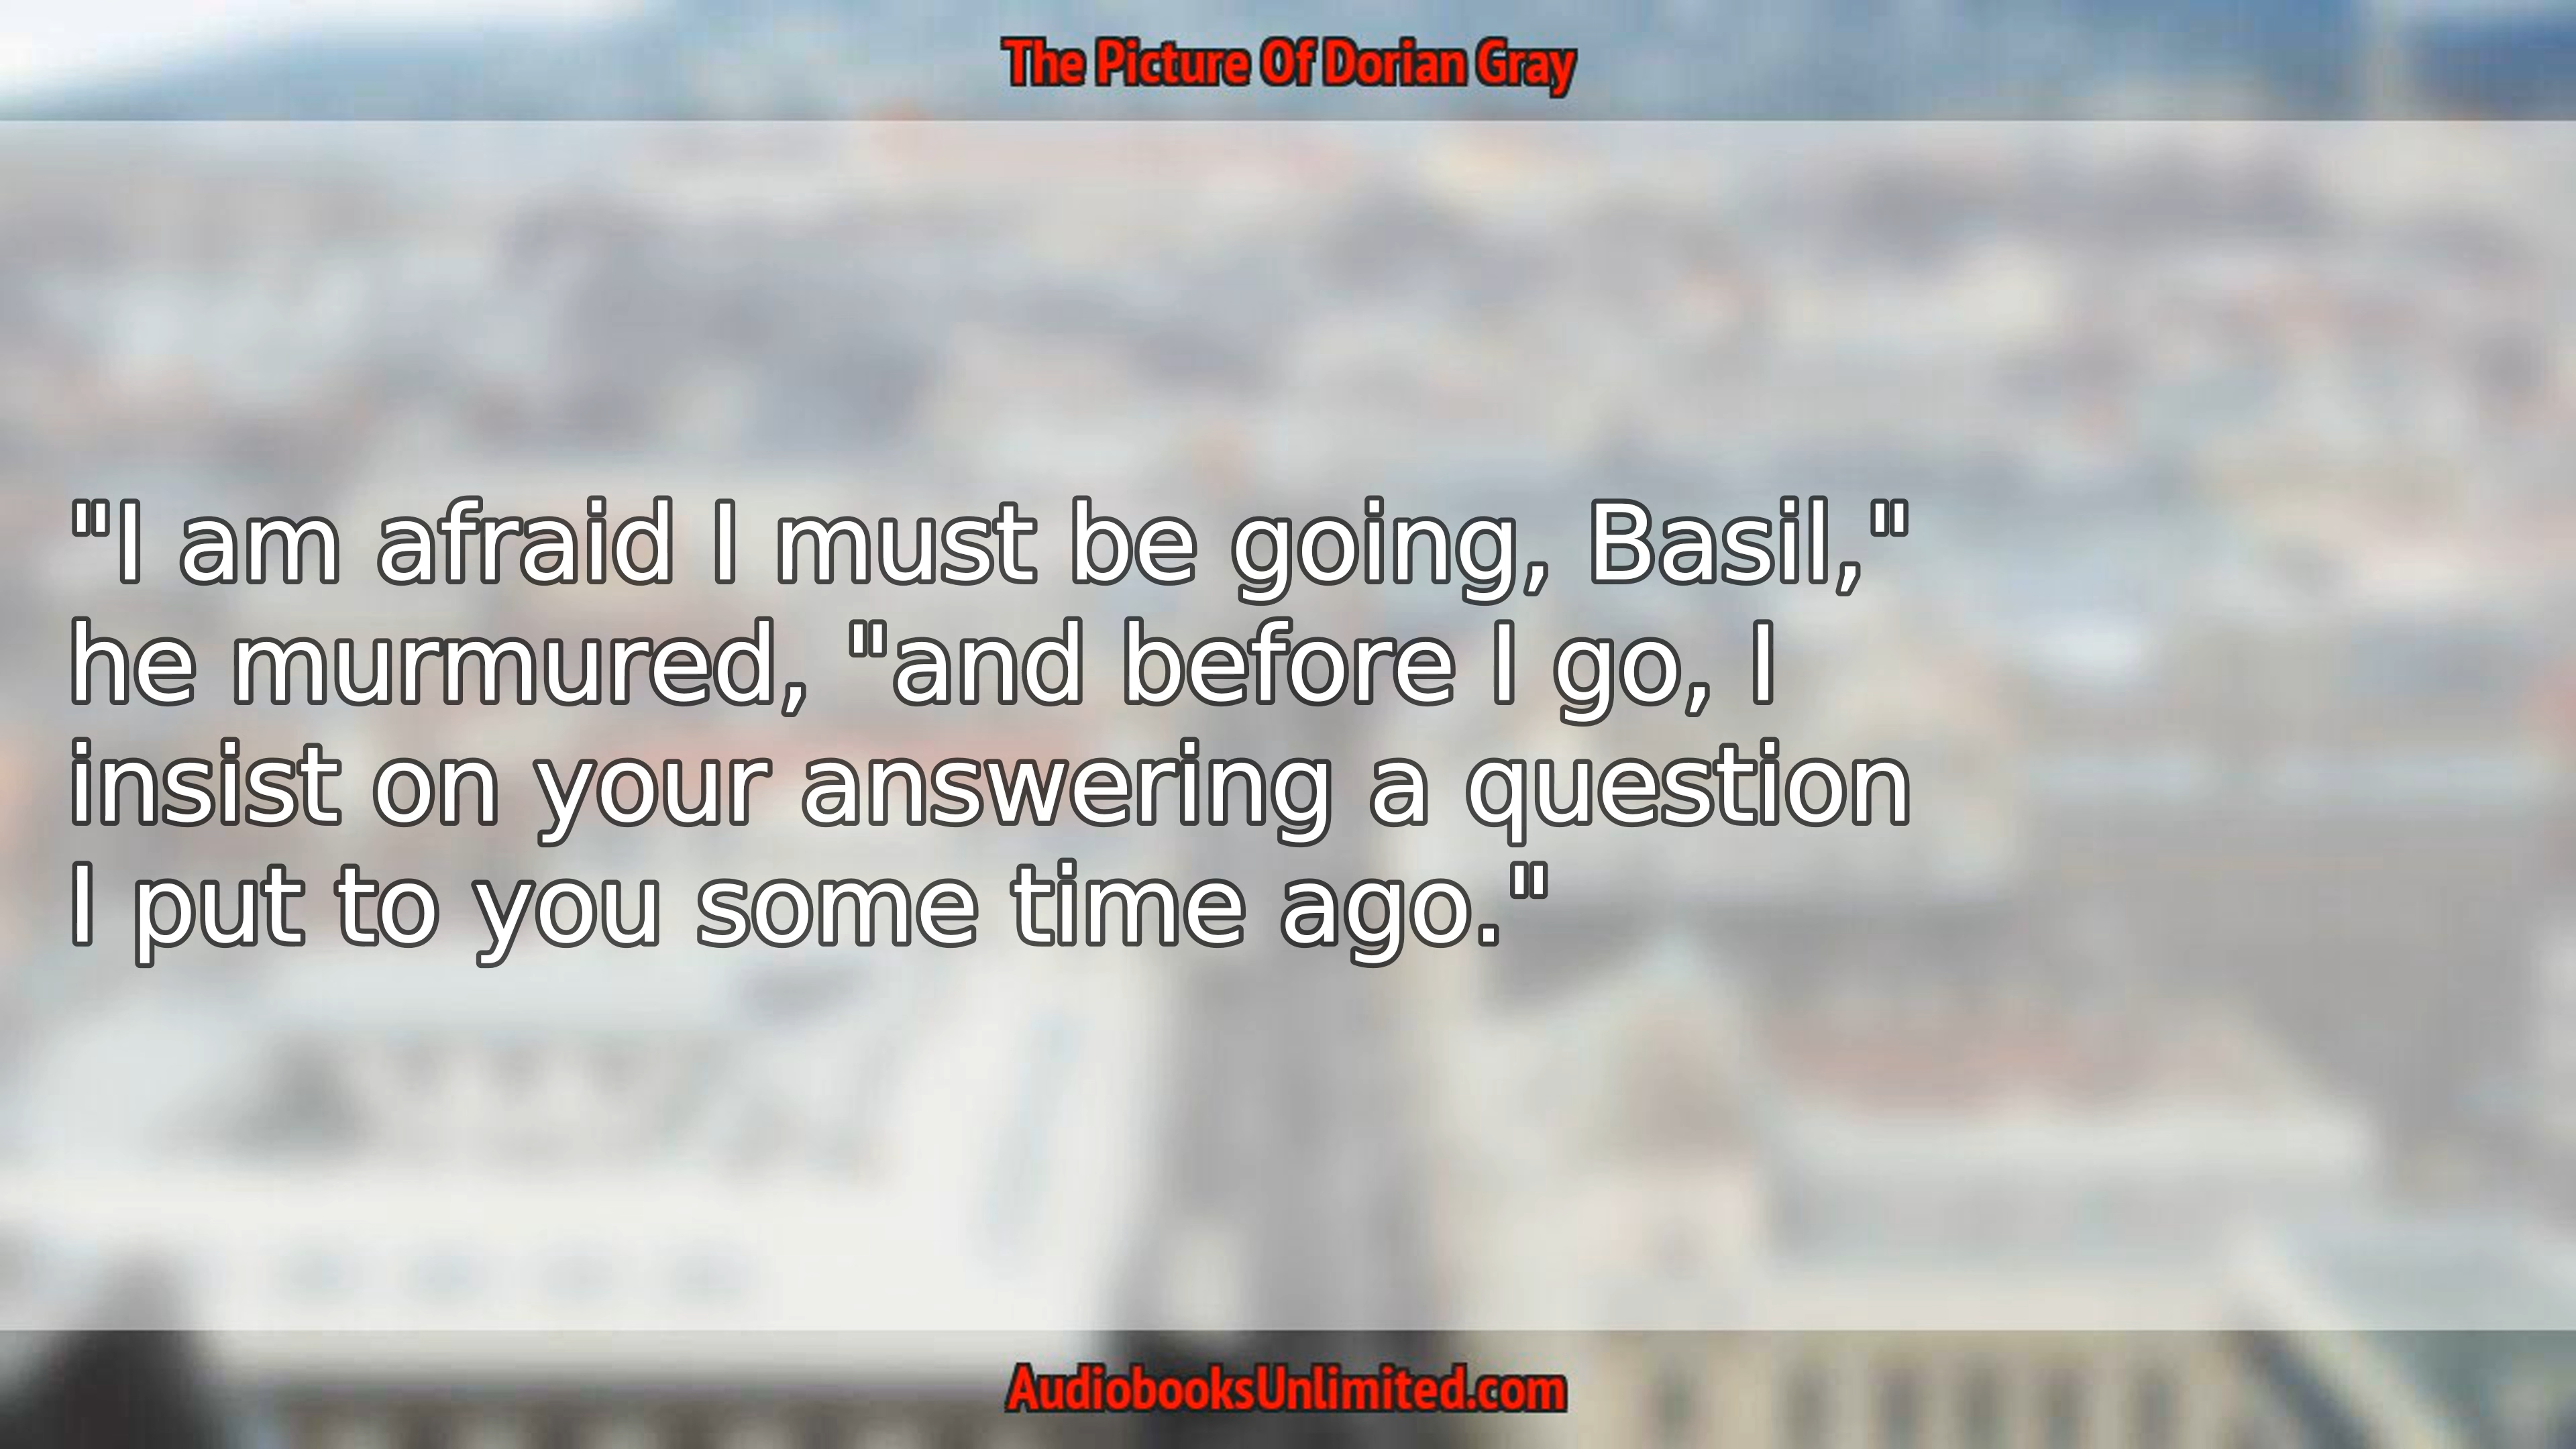 The Picture Of Dorian Gray
"I am afraid I must be going, Basil,"
he murmured, "and before I go, I
insist on your answering a question
I put to you some time ago."
AudiobooksUnlimited.com